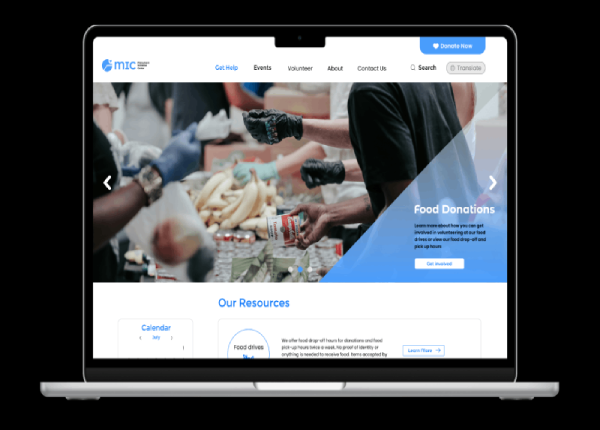 Donate Now
MIC
Get Help Events Volunteer About Contact Us Search Translate
Food Donations
Learn more about how you can get
involved in volunteering at our food
drives or view our food drop-off and
pick up hours
Get Involved!
Our Resources
Calendar
July
Food drives
We offer food drop-off hours for donations and food
pick-up hours twice a week. No proof of identity or
anything is needed to receive food items accepted by
Learn More